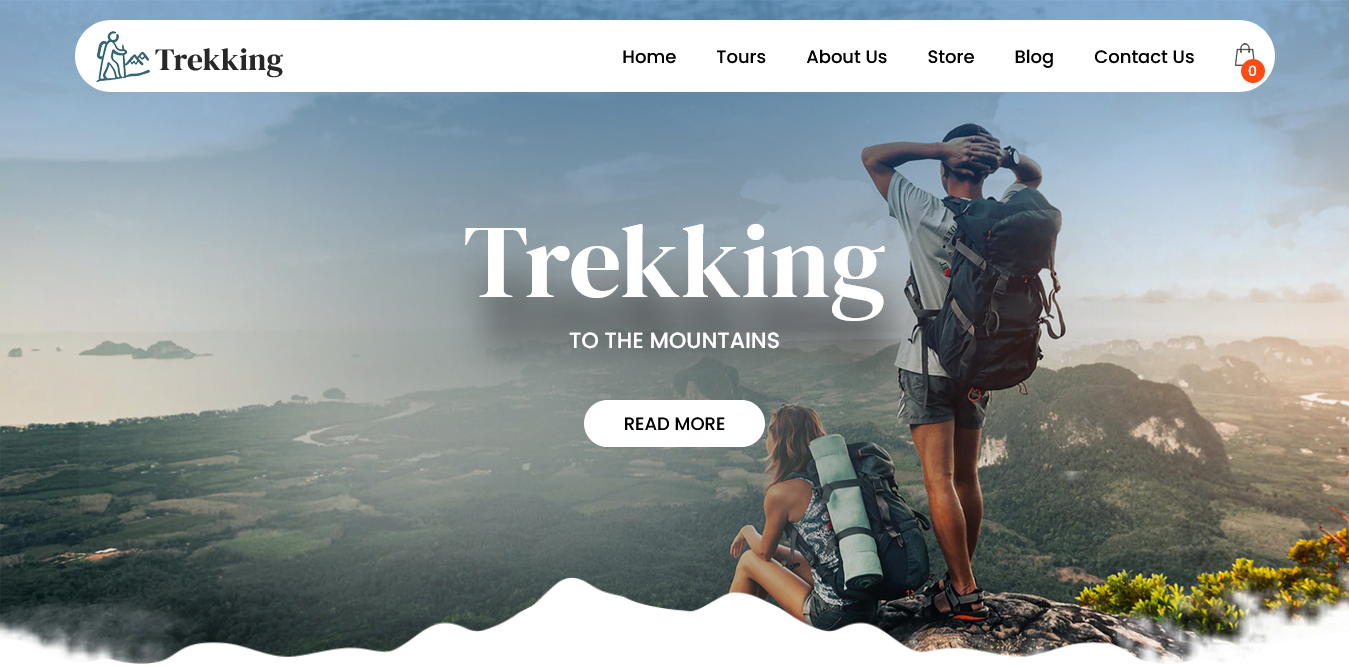 Trekking
Home Tours About Us Store Blog Contact Us
0
Trekking
TO THE MOUNTAINS
READ MORE